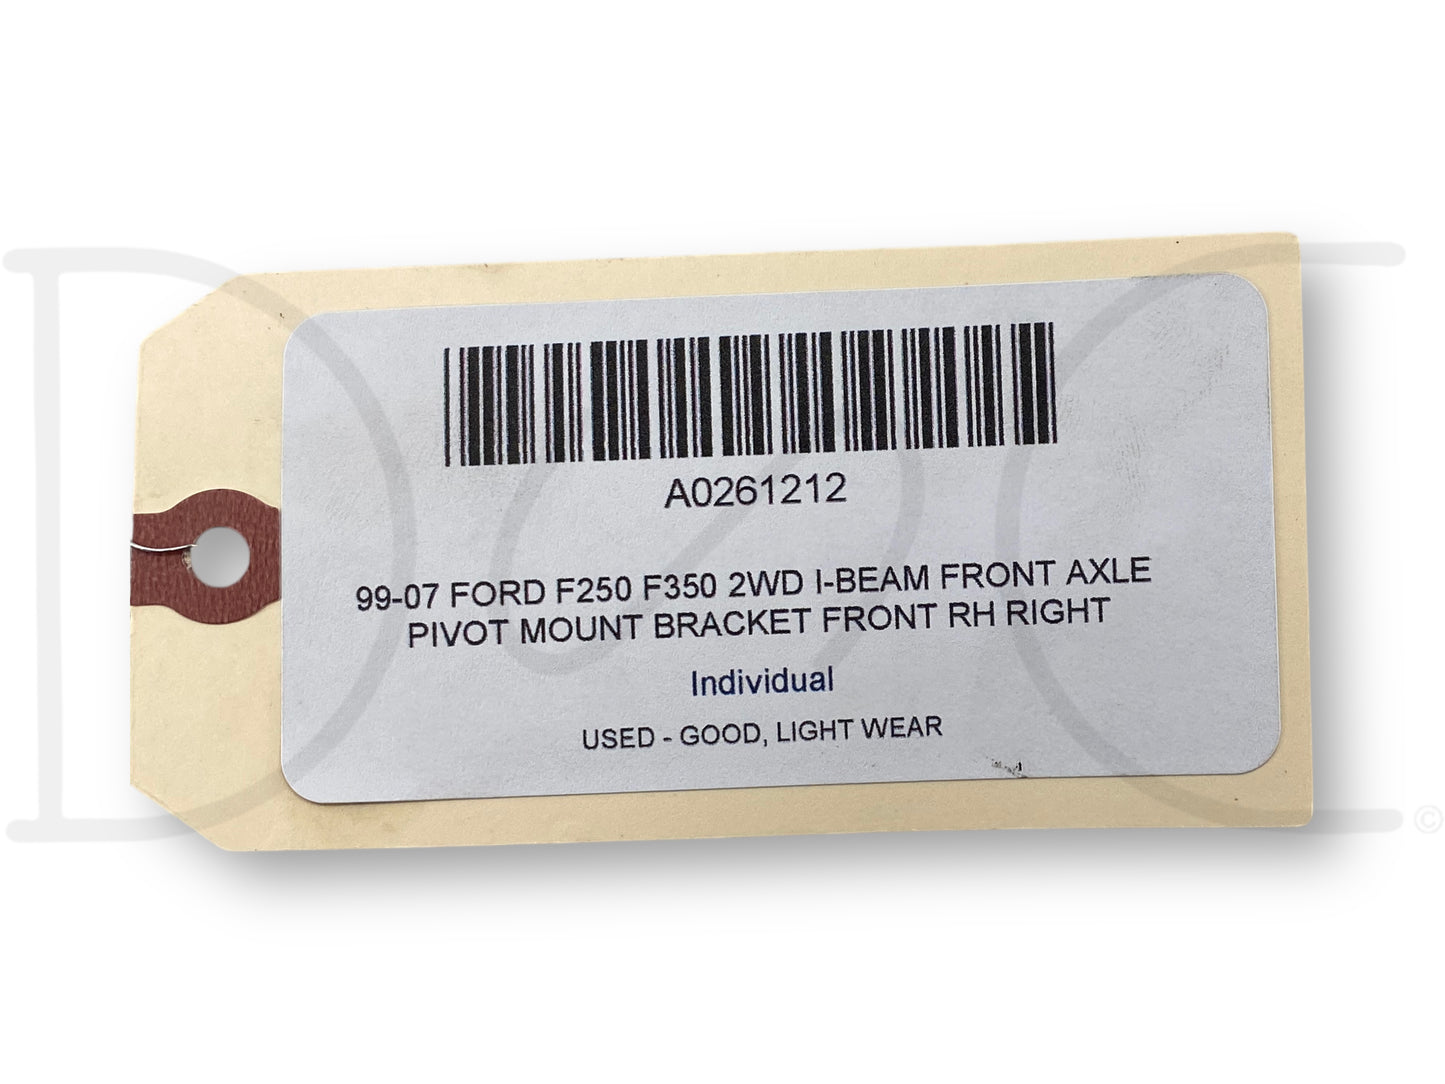 A0261212
99-07 FORD F250 F350 2WD I-BEAM FRONT AXLE
PIVOT MOUNT BRACKET FRONT RH RIGHT
Individual
USED - GOOD, LIGHT WEAR
©